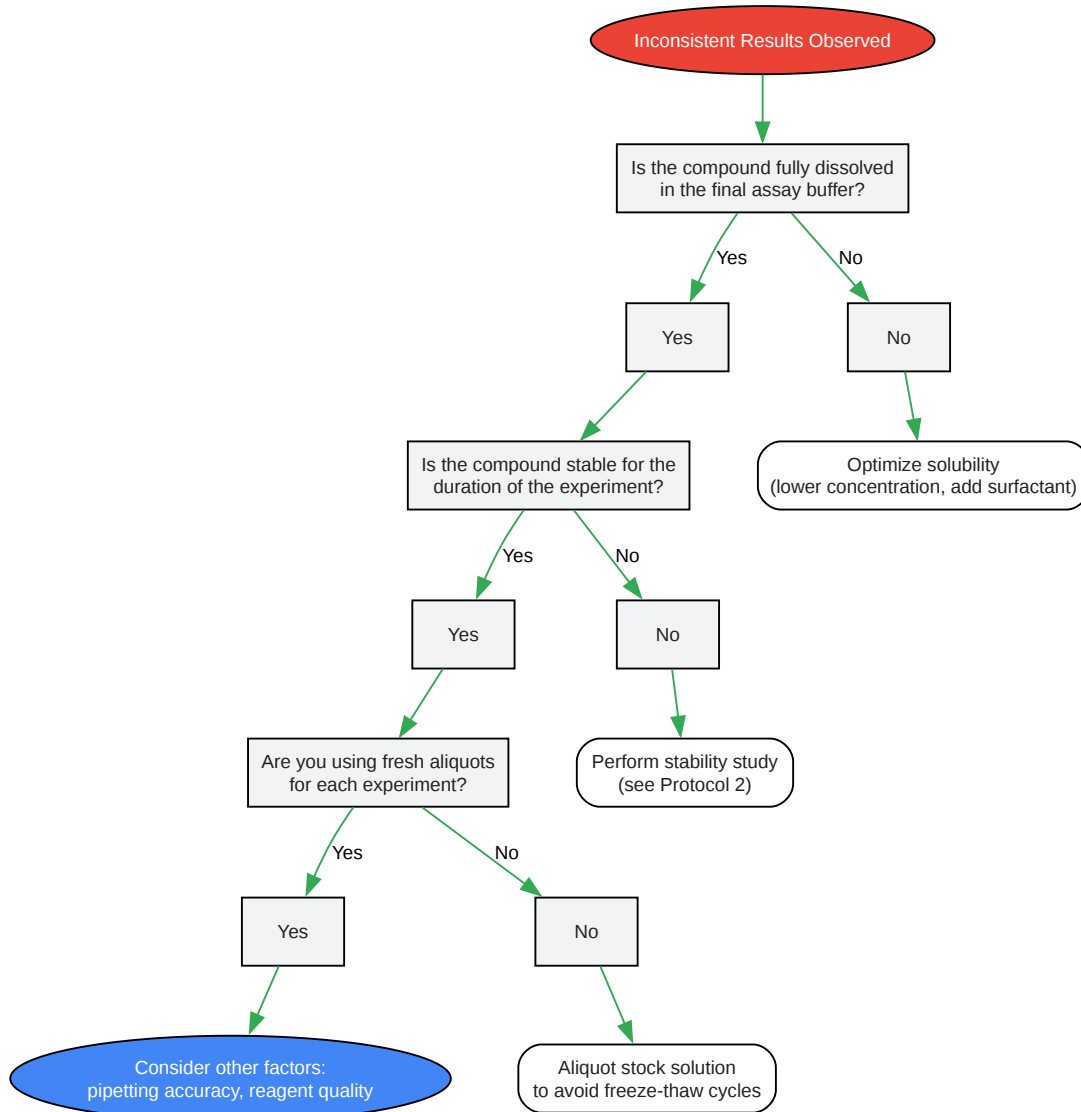 Inconsistent Results Observed
Is the compound fully dissolved
in the final assay buffer?
Yes
No
Yes
No
Is the compound stable for the
duration of the experiment?
Optimize solubility
(lower concentration, add surfactant)
Yes
No
Yes
No
Are you using fresh aliquots
for each experiment?
Perform stability study
(see Protocol 2)
Yes
No
Yes
No
Consider other factors:
pipetting accuracy, reagent quality
Aliquot stock solution
to avoid freeze-thaw cycles